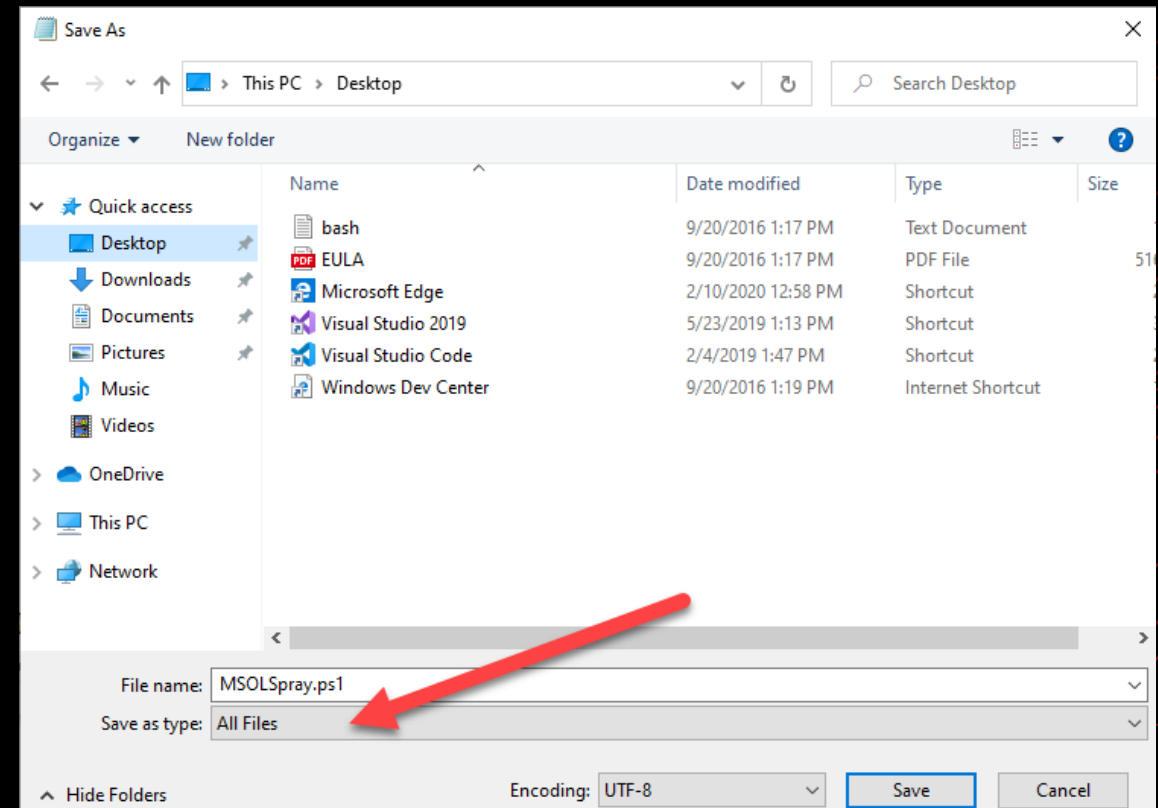 Save As
This PC > Desktop
Search Desktop
Organize
New folder
?
Name
Date modified
Type
Size
Quick access
Desktop
Downloads
Documents
Pictures
Music
Videos
OneDrive
This PC
Network
bash 9/20/2016 1:17 PM Text Document
PDF EULA 9/20/2016 1:17 PM PDF File 51
Microsoft Edge 2/10/2020 12:58 PM Shortcut
Visual Studio 2019 5/23/2019 1:13 PM Shortcut
Visual Studio Code 2/4/2019 1:47 PM Shortcut
Windows Dev Center 9/20/2016 1:19 PM Internet Shortcut
File name: MSOLSpray.ps1
Save as type: All Files
Hide Folders
Encoding: UTF-8
Save
Cancel